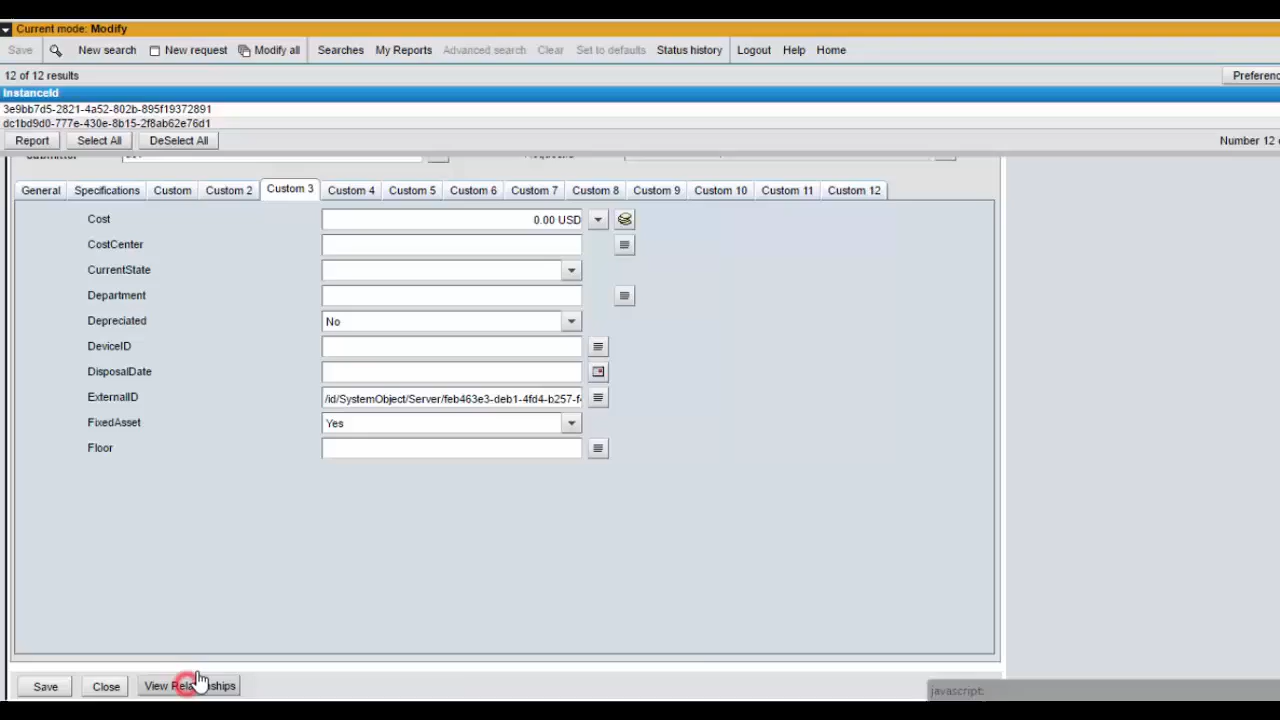 Current mode: Modify
Save New search New request Modify all Searches My Reports Advanced search Clear Set to defaults Status history Logout Help Home
12 of 12 results Preferenc
InstanceId
3e9bb7d5-2821-4a52-802b-895f19372891
dc1bd9d0-777e-430e-8b15-2f8ab62e76d1
Report Select All DeSelect All Number 12
General Specifications Custom Custom 2 Custom 3 Custom 4 Custom 5 Custom 6 Custom 7 Custom 8 Custom 9 Custom 10 Custom 11 Custom 12
Cost 0.00 USD
CostCenter
CurrentState
Department
Depreciated No
DeviceID
DisposalDate
ExternalID /id/SystemObject/Server/feb463e3-deb1-4fd4-b257-f
FixedAsset Yes
Floor
Save Close View Relationships
javascript: